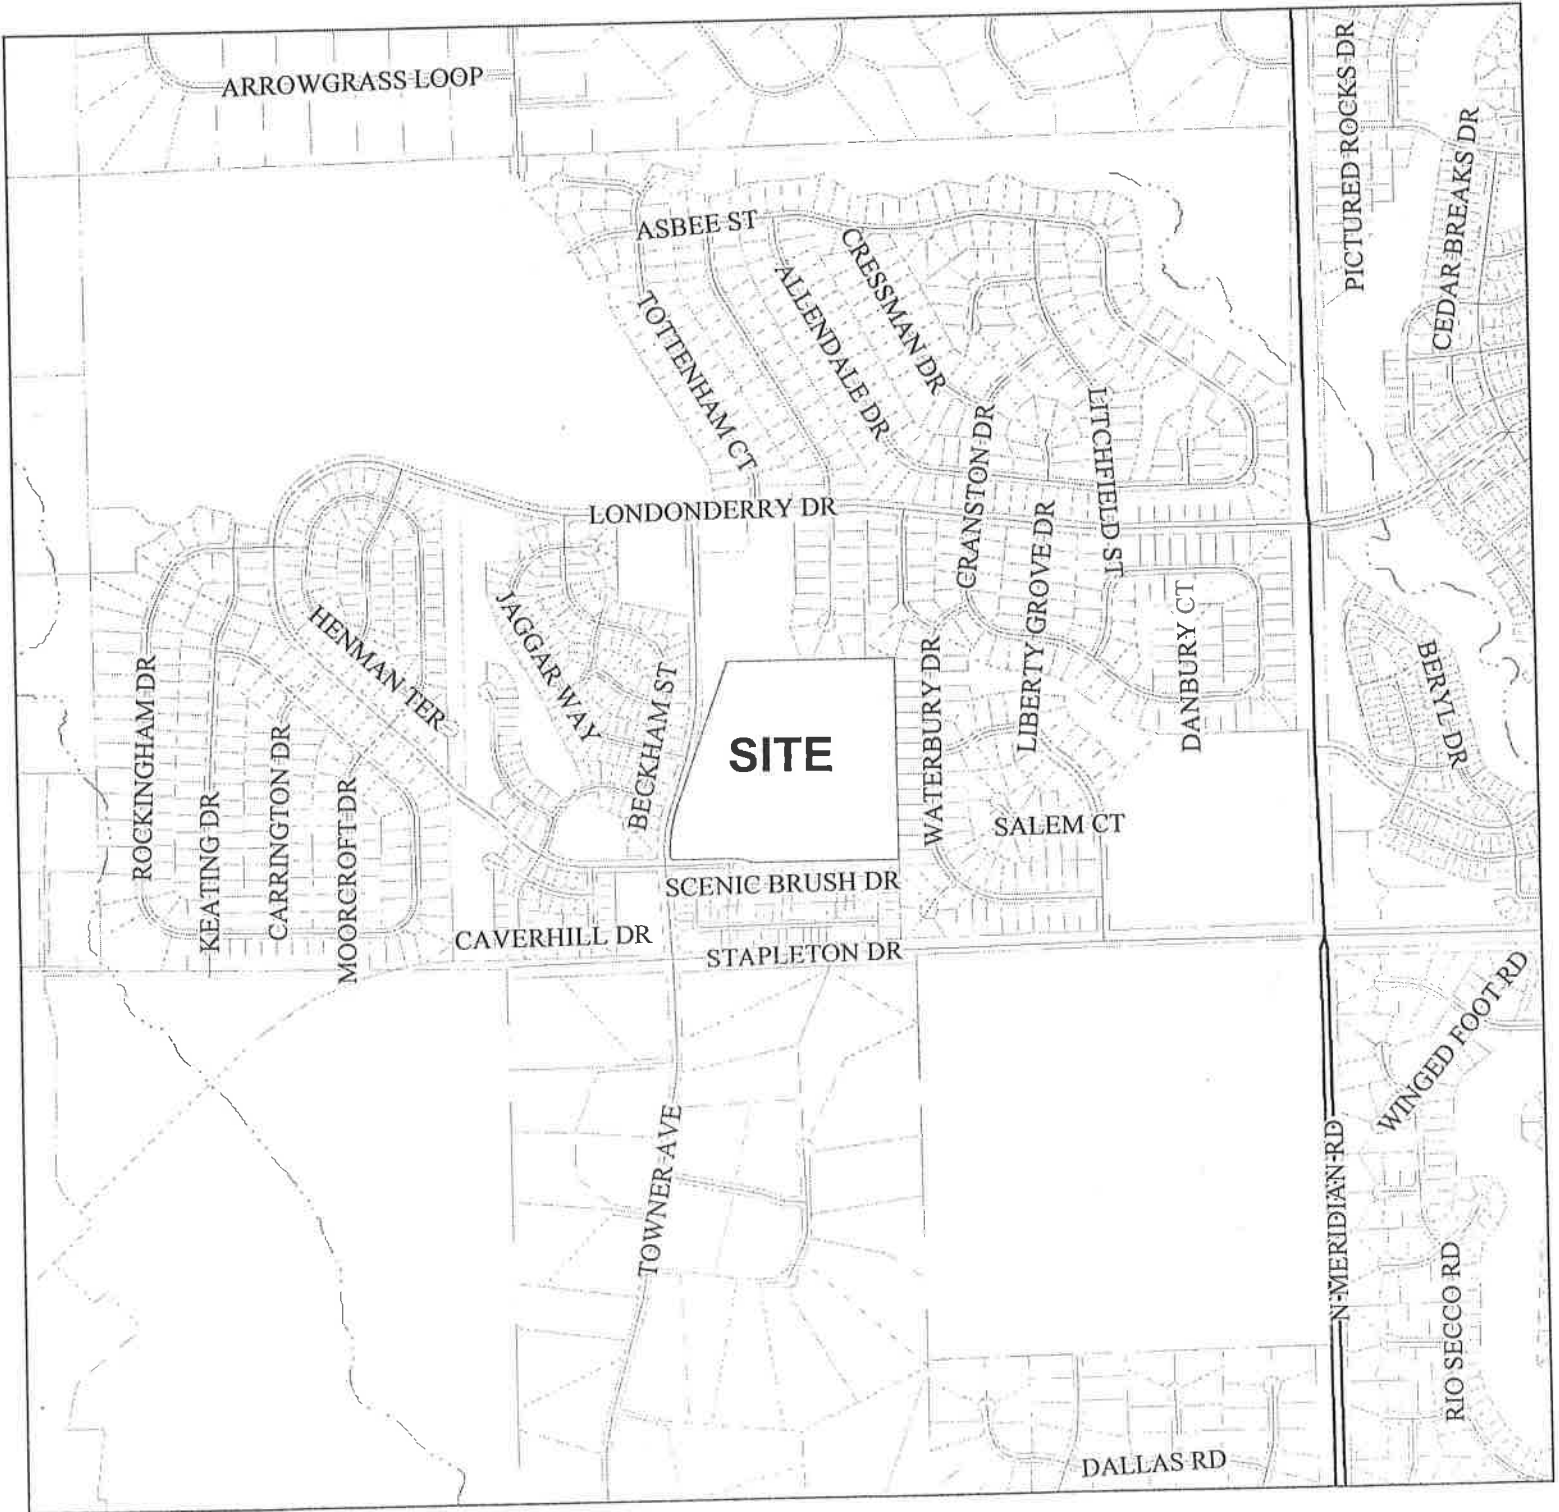 ARROWGRASS LOOP
PICTURED ROCKS DR
CEDAR BREAKS DR
ASBEE ST
CRESSMAN DR
ALLENDALE DR
TOTTENHAM CT
LITCHFIELD ST
CRANSTON DR
LONDONDERRY DR
LIBERTY GROVE DR
DANBURY CT
JAGGAR WAY
HENMAN TER
BECKHAM ST
WATERBURY DR
BERYL DR
ROCKINGHAM DR
KEATING DR
CARRINGTON DR
MOORCROFT DR
SITE
SALEM CT
SCENIC BRUSH DR
CAVERHILL DR
STAPLETON DR
WINGED FOOT RD
TOWNER AVE
N MERIDIAN RD
RIO SECCO RD
DALLAS RD